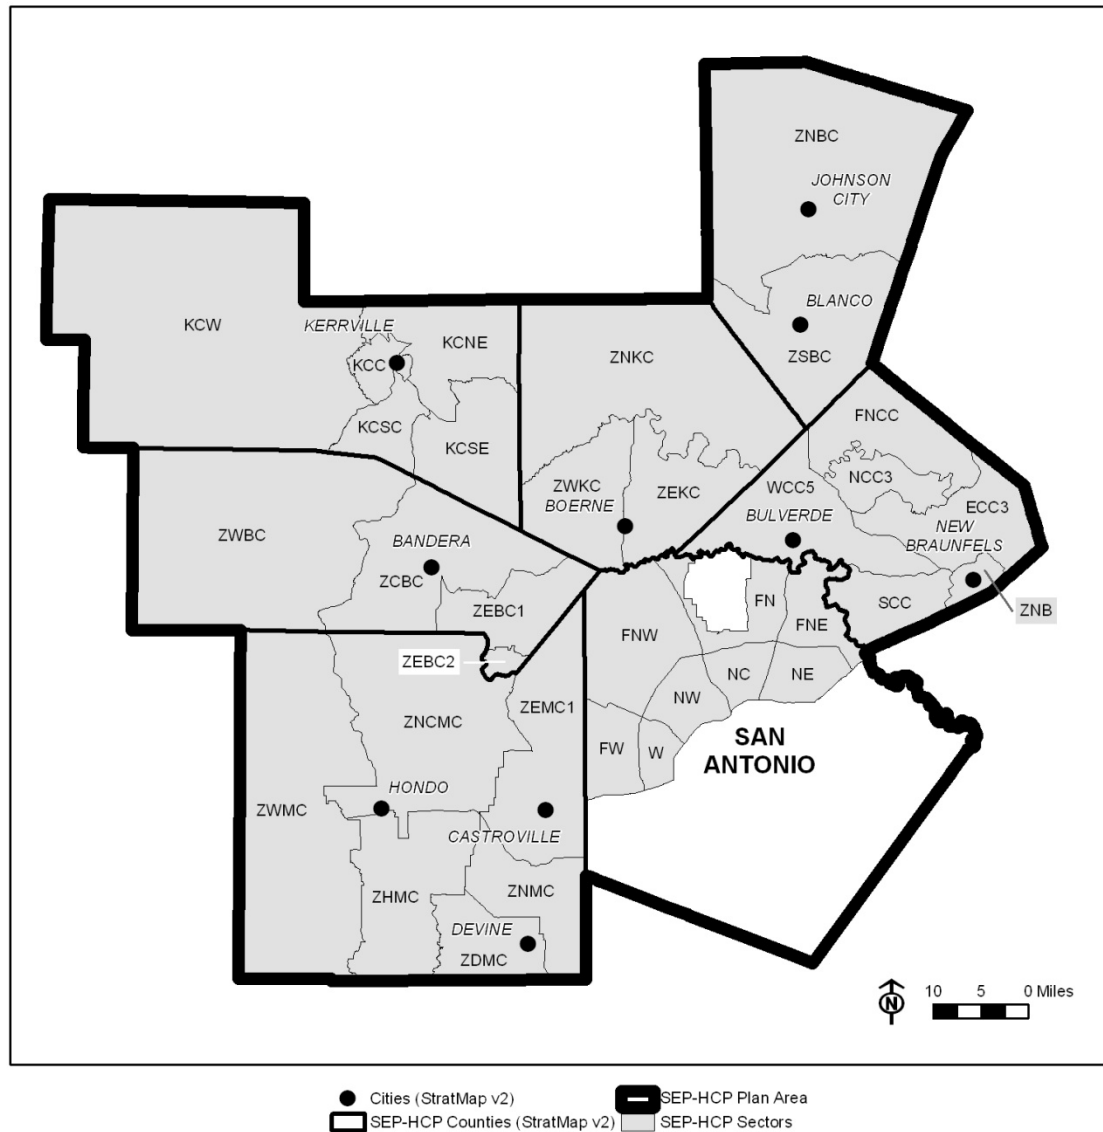 ZNBC
JOHNSON
CITY
BLANCO
KCW
KERRVILLE
KCNE
ZNKC
KCC
ZSBC
FNCC
KCSC
KCSE
NCC3
ZWKC
ZEKC
WCC5
BOERNE
ECC3
BULVERDE
NEW
BRAUNFELS
ZWBC
BANDERA
ZCBC
ZEBC1
FN
SCC
ZNB
FNW
FNE
ZEBC2
NC
NE
NW
ZNCMC
ZEMC1
SAN
ANTONIO
FW
W
HONDO
ZWMC
CASTROVILLE
ZHMC
ZNMC
DEVINE
ZDMC
N
10 5 0 Miles
Cities (StratMap v2)
SEP-HCP Plan Area
SEP-HCP Counties (StratMap v2)
SEP-HCP Sectors